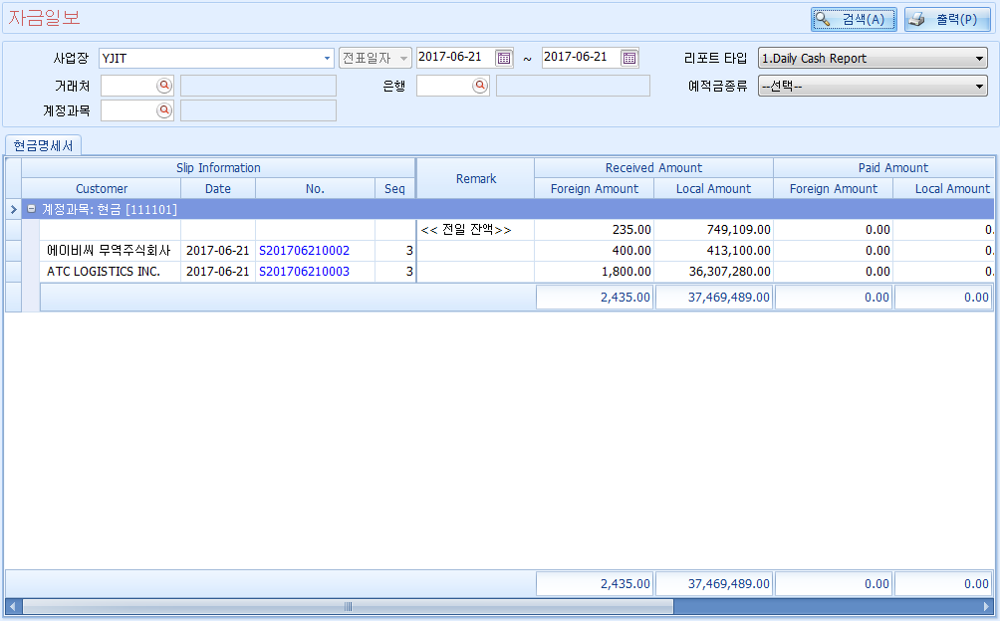 자금일보 검색(A) 출력(P)
사업장 YJIT 전표일자 2017-06-21 ~ 2017-06-21 리포트 타입 1.Daily Cash Report
거래처 은행 예적금종류 --선택--
계정과목
현금명세서
Slip Information Remark Received Amount Paid Amount
Customer Date No. Seq Foreign Amount Local Amount Foreign Amount Local Amount
계정과목: 현금 [111101]
<< 전일 잔액>> 235.00 749,109.00 0.00 0.
에이비씨 무역주식회사 2017-06-21 S201706210002 3 400.00 413,100.00 0.00 0.
ATC LOGISTICS INC. 2017-06-21 S201706210003 3 1,800.00 36,307,280.00 0.00 0.
2,435.00 37,469,489.00 0.00 0.00
2,435.00 37,469,489.00 0.00 0.00